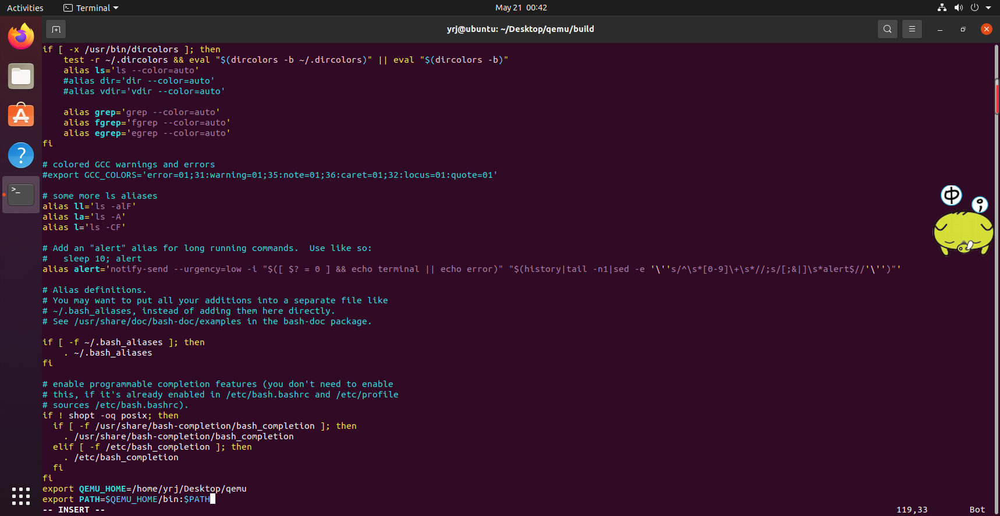 Activities
Terminal
May 21 00:42
yrj@ubuntu: ~/Desktop/qemu/build
if [ -x /usr/bin/dircolors ]; then
    test -r ~/.dircolors && eval "$(dircolors -b ~/.dircolors)" || eval "$(dircolors -b)"
    alias ls='ls --color=auto'
    #alias dir='dir --color=auto'
    #alias vdir='vdir --color=auto'

    alias grep='grep --color=auto'
    alias fgrep='fgrep --color=auto'
    alias egrep='egrep --color=auto'
fi

# colored GCC warnings and errors
#export GCC_COLORS='error=01;31:warning=01;35:note=01;36:caret=01;32:locus=01:quote=01'

# some more ls aliases
alias ll='ls -alF'
alias la='ls -A'
alias l='ls -CF'

# Add an "alert" alias for long running commands.  Use like so:
#   sleep 10; alert
alias alert='notify-send --urgency=low -i "$([ $? = 0 ] && echo terminal || echo error)" "$(history|tail -n1|sed -e '\''s/^\s*[0-9]\+\s*//;s/[;&|]\s*alert$//'\'')"'

# Alias definitions.
# You may want to put all your additions into a separate file like
# ~/.bash_aliases, instead of adding them here directly.
# See /usr/share/doc/bash-doc/examples in the bash-doc package.

if [ -f ~/.bash_aliases ]; then
    . ~/.bash_aliases
fi

# enable programmable completion features (you don't need to enable
# this, if it's already enabled in /etc/bash.bashrc and /etc/profile
# sources /etc/bash.bashrc).
if ! shopt -oq posix; then
  if [ -f /usr/share/bash-completion/bash_completion ]; then
    . /usr/share/bash-completion/bash_completion
  elif [ -f /etc/bash_completion ]; then
    . /etc/bash_completion
  fi
fi
export QEMU_HOME=/home/yrj/Desktop/qemu
export PATH=$QEMU_HOME/bin:$PATH
-- INSERT --
119,33
Bot
中
;